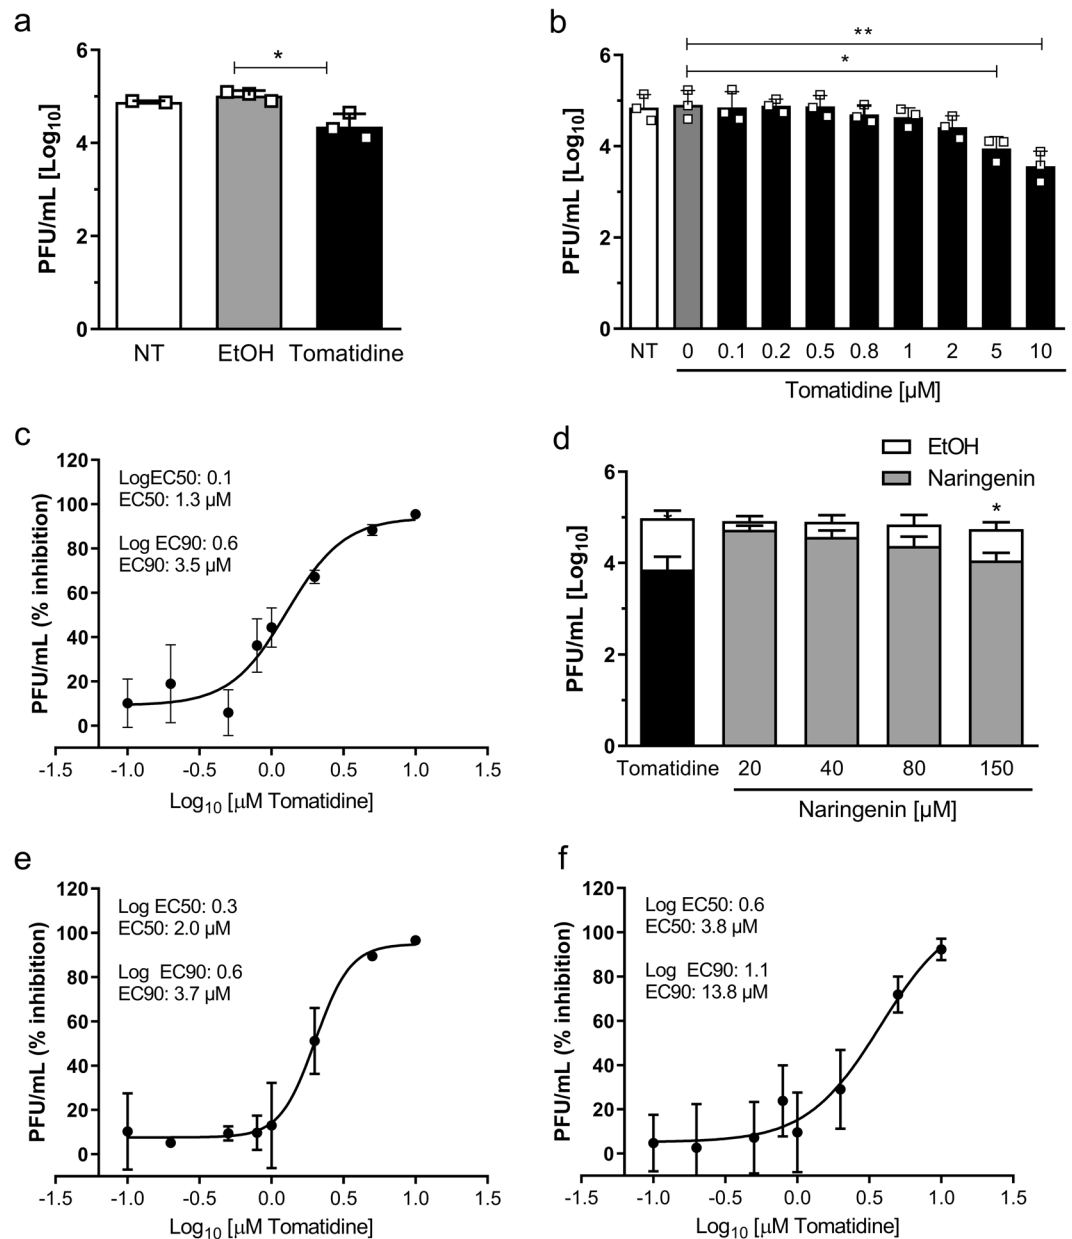 a
PFU/mL [Log10]
6
4
2
0
*
NT EtOH Tomatidine
b
PFU/mL [Log10]
6
4
2
0
**
*
NT 0 0.1 0.2 0.5 0.8 1 2 5 10
Tomatidine [µM]
c
PFU/mL (% inhibition)
120
100
80
60
40
20
0
LogEC50: 0.1
EC50: 1.3 µM
Log EC90: 0.6
EC90: 3.5 µM
-1.5 -1.0 -0.5 0.0 0.5 1.0 1.5
Log10 [µM Tomatidine]
d
EtOH
Naringenin
PFU/mL [Log10]
6
4
2
0
*
*
Tomatidine 20 40 80 150
Naringenin [µM]
e
PFU/mL (% inhibition)
120
100
80
60
40
20
0
Log EC50: 0.3
EC50: 2.0 µM
Log EC90: 0.6
EC90: 3.7 µM
-1.5 -1.0 -0.5 0.0 0.5 1.0 1.5
Log10 [µM Tomatidine]
f
PFU/mL (% inhibition)
120
100
80
60
40
20
0
Log EC50: 0.6
EC50: 3.8 µM
Log EC90: 1.1
EC90: 13.8 µM
-1.5 -1.0 -0.5 0.0 0.5 1.0 1.5
Log10 [µM Tomatidine]